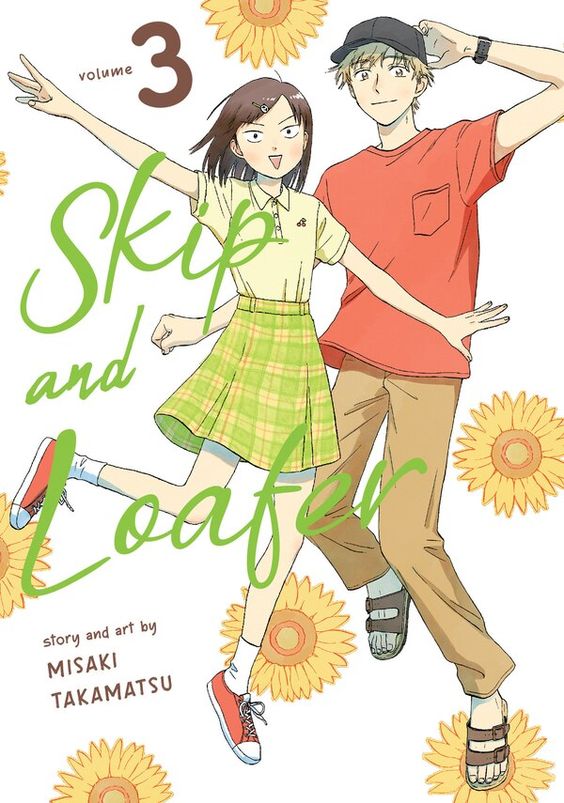 volume 3
Skip
and
Loafer
story and art by
MISAKI
TAKAMATSU